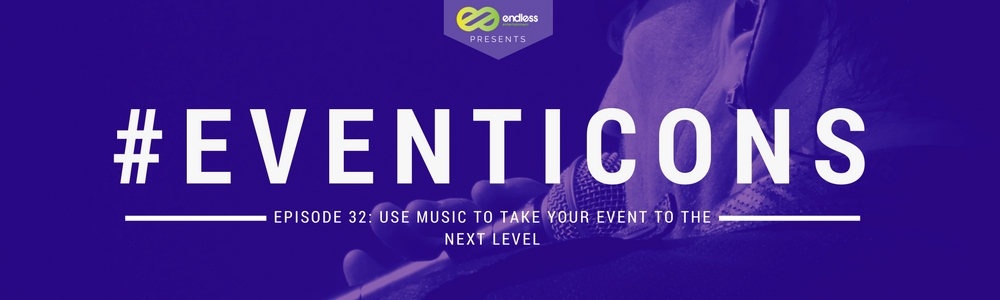 endless
entertainment
PRESENTS
#EVENTICONS
EPISODE 32: USE MUSIC TO TAKE YOUR EVENT TO THE
NEXT LEVEL